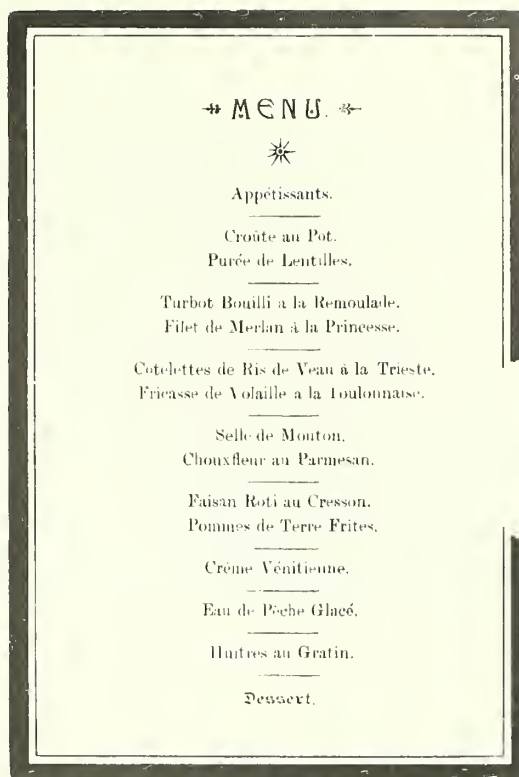 MENU.
Appétissants.
Croûte au Pot.
Purée de Lentilles.
Turbot Bouilli a la Remoulade.
Filet de Merlan à la Princesse.
Cotelettes de Ris de Veau à la Trieste.
Fricasse de Volaille a la Toulonnaise.
Selle de Mouton.
Chouxfleur au Parmesan.
Faisan Roti au Cresson.
Pommes de Terre Frites.
Crême Vénitienne.
Eau de Pêche Glacé.
Huitres au Gratin.
Dessert.